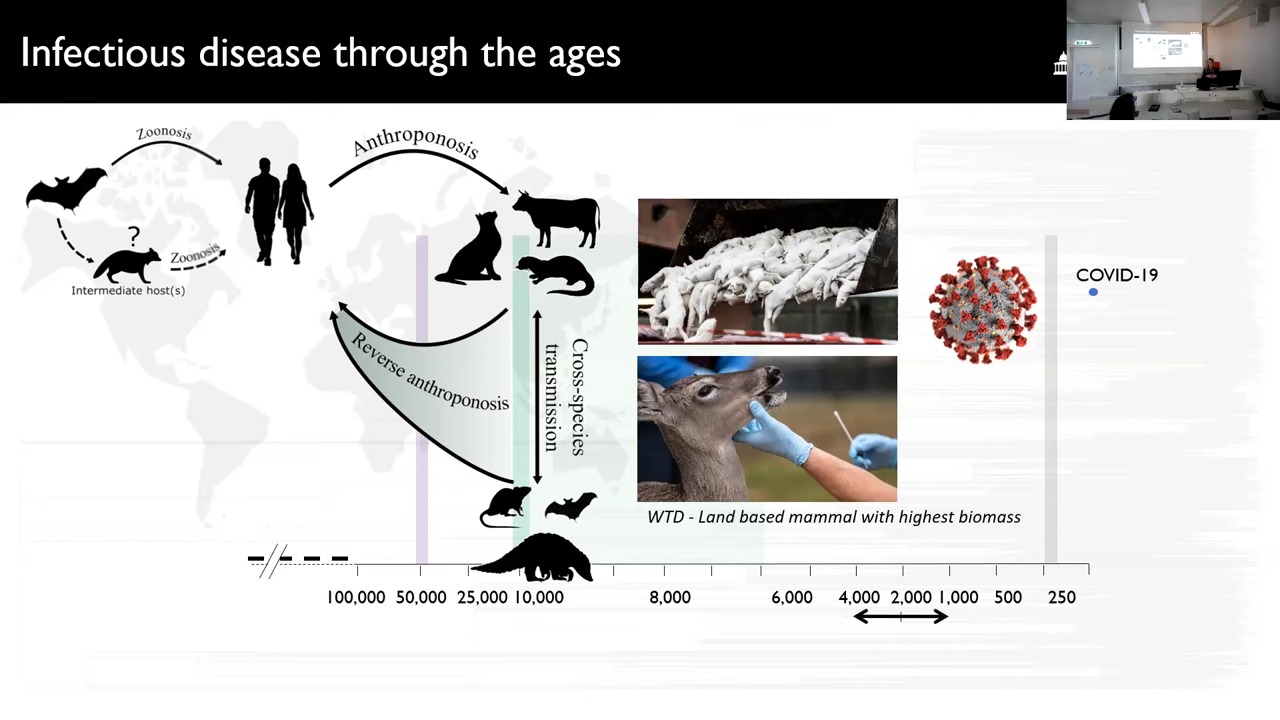 Infectious disease through the ages
Zoonosis
Anthroponosis
?
Zoonosis
Intermediate host(s)
Reverse anthroponosis
Cross-species
transmission
COVID-19
WTD - Land based mammal with highest biomass
100,000 50,000 25,000 10,000 8,000 6,000 4,000 2,000 1,000 500 250